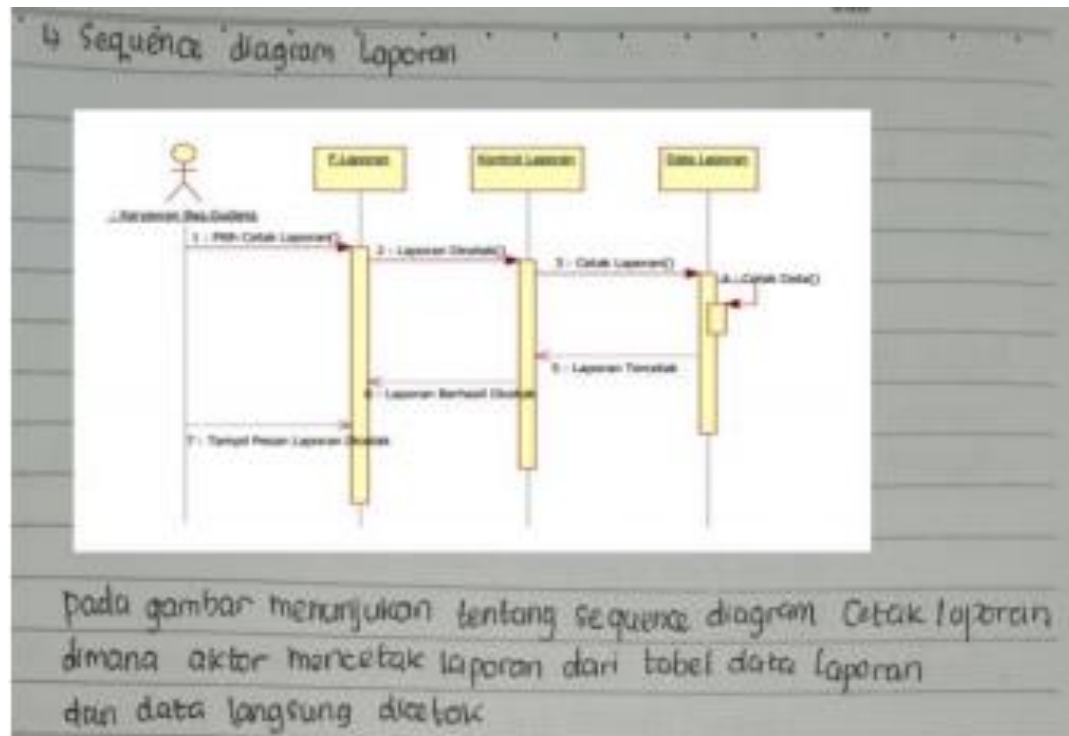 ↳ Sequence diagram Laporan
F.Laporan
Kontrol Laporan
Data Laporan
: Karyawan Bag.Gudang
1 : Pilih Cetak Laporan()
2 : Laporan Dicetak()
3 : Cetak Laporan()
4 : Cetak Data()
5 : Laporan Tercetak
6 : Laporan Berhasil Dicetak
7 : Tampil Pesan Laporan Dicetak
pada gambar menunjukan tentang sequence diagram Cetak laporan
dimana aktor mencetak laporan dari tabel data laporan
dan data langsung dicetak